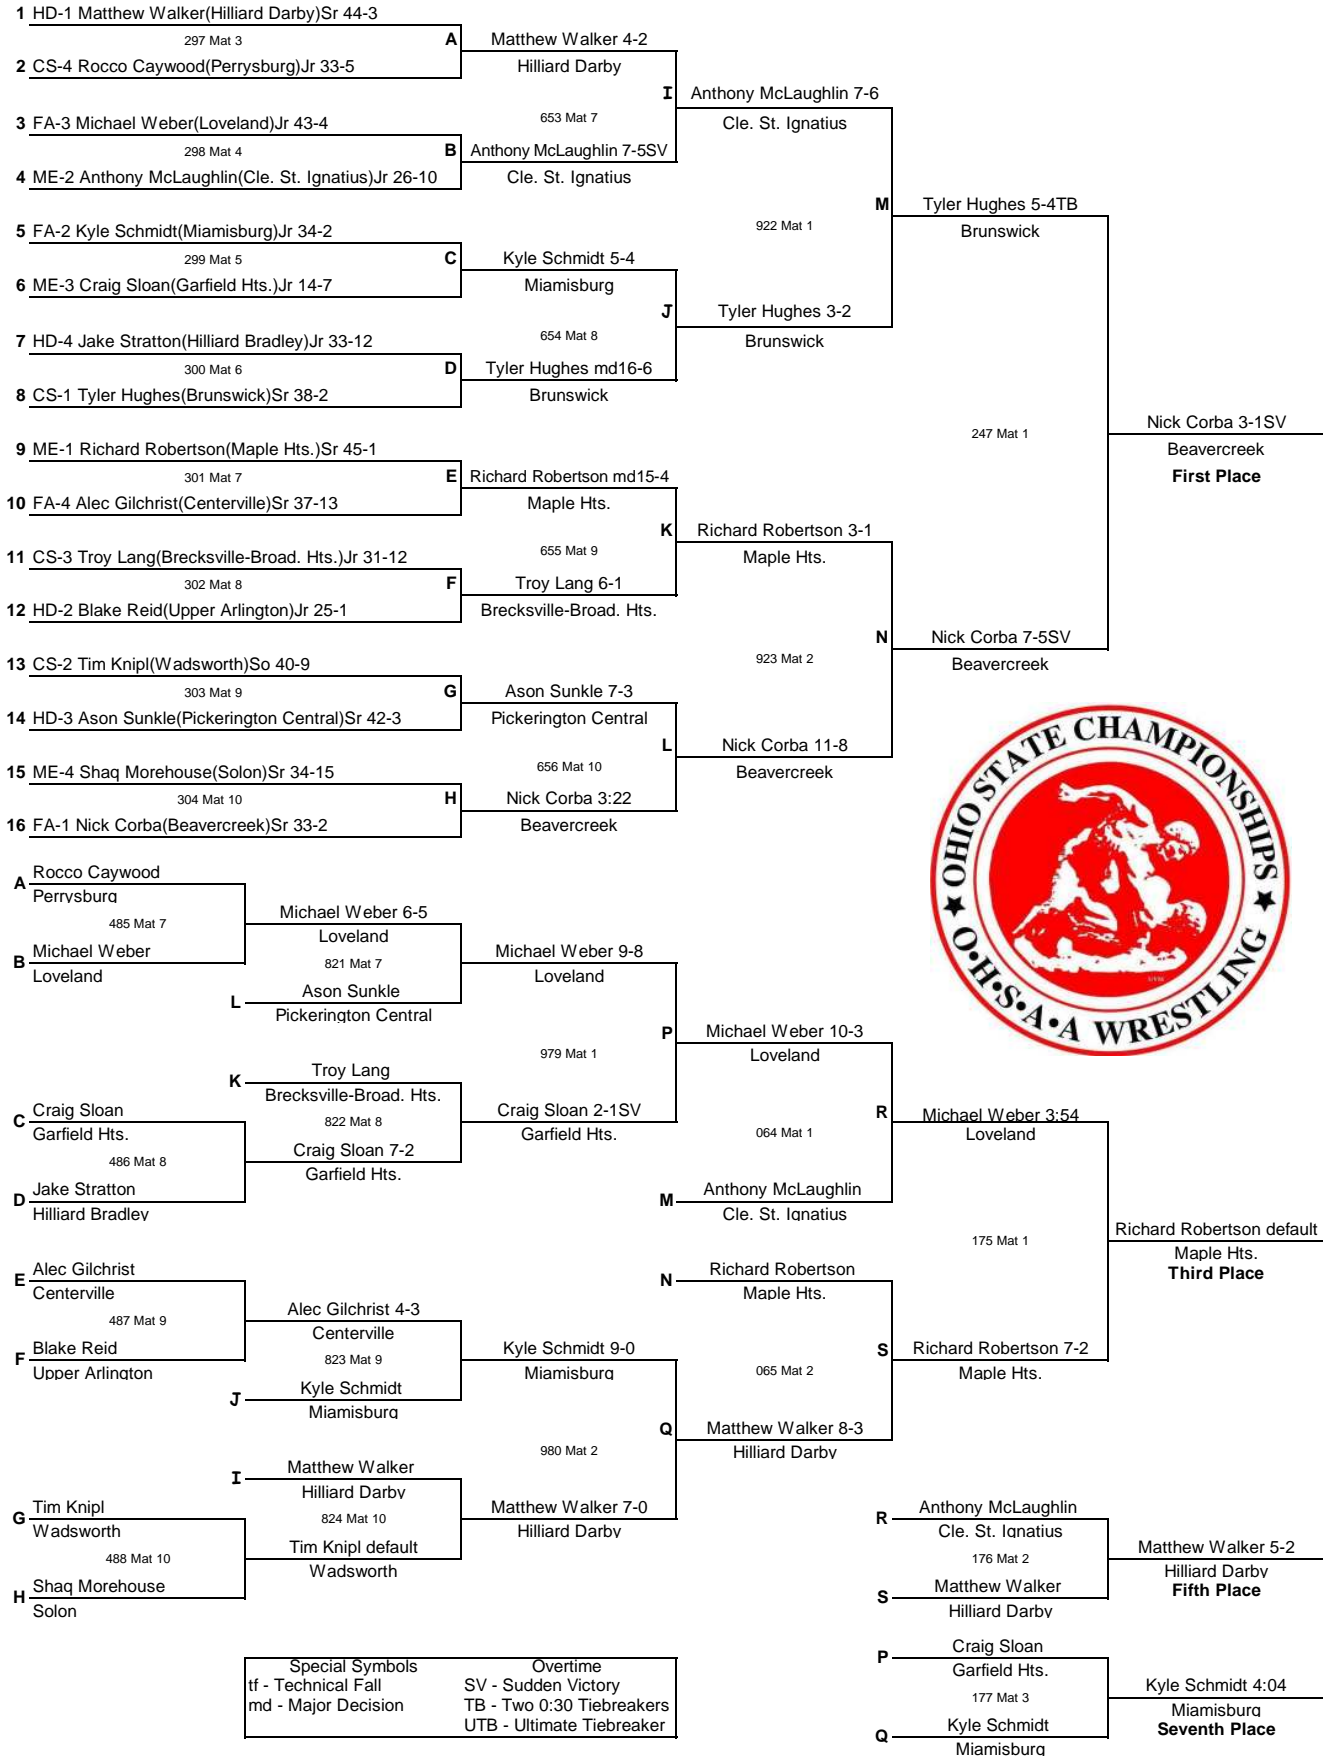 1 HD-1 Matthew Walker(Hilliard Darby)Sr 44-3
297 Mat 3
A
2 CS-4 Rocco Caywood(Perrysburg)Jr 33-5
Matthew Walker 4-2
Hilliard Darby
653 Mat 7
I
3 FA-3 Michael Weber(Loveland)Jr 43-4
298 Mat 4
B
4 ME-2 Anthony McLaughlin(Cle. St. Ignatius)Jr 26-10
Anthony McLaughlin 7-5SV
Cle. St. Ignatius
Anthony McLaughlin 7-6
Cle. St. Ignatius
922 Mat 1
M
5 FA-2 Kyle Schmidt(Miamisburg)Jr 34-2
299 Mat 5
C
6 ME-3 Craig Sloan(Garfield Hts.)Jr 14-7
Kyle Schmidt 5-4
Miamisburg
654 Mat 8
J
7 HD-4 Jake Stratton(Hilliard Bradley)Jr 33-12
300 Mat 6
D
8 CS-1 Tyler Hughes(Brunswick)Sr 38-2
Tyler Hughes md16-6
Brunswick
Tyler Hughes 3-2
Brunswick
Tyler Hughes 5-4TB
Brunswick
247 Mat 1
Nick Corba 3-1SV
Beavercreek
First Place
9 ME-1 Richard Robertson(Maple Hts.)Sr 45-1
301 Mat 7
E
10 FA-4 Alec Gilchrist(Centerville)Sr 37-13
Richard Robertson md15-4
Maple Hts.
655 Mat 9
K
11 CS-3 Troy Lang(Brecksville-Broad. Hts.)Jr 31-12
302 Mat 8
F
12 HD-2 Blake Reid(Upper Arlington)Jr 25-1
Troy Lang 6-1
Brecksville-Broad. Hts.
Richard Robertson 3-1
Maple Hts.
923 Mat 2
N
13 CS-2 Tim Knipl(Wadsworth)So 40-9
303 Mat 9
G
14 HD-3 Ason Sunkle(Pickerington Central)Sr 42-3
Ason Sunkle 7-3
Pickerington Central
656 Mat 10
L
15 ME-4 Shaq Morehouse(Solon)Sr 34-15
304 Mat 10
H
16 FA-1 Nick Corba(Beavercreek)Sr 33-2
Nick Corba 3:22
Beavercreek
Nick Corba 11-8
Beavercreek
Nick Corba 7-5SV
Beavercreek
OHIO STATE CHAMPIONSHIPS
O•H•S•A•A WRESTLING
A Rocco Caywood
Perrysburg
485 Mat 7
B Michael Weber
Loveland
Michael Weber 6-5
Loveland
821 Mat 7
L Ason Sunkle
Pickerington Central
Michael Weber 9-8
Loveland
979 Mat 1
P
K Troy Lang
Brecksville-Broad. Hts.
822 Mat 8
C Craig Sloan
Garfield Hts.
486 Mat 8
D Jake Stratton
Hilliard Bradley
Craig Sloan 7-2
Garfield Hts.
Craig Sloan 2-1SV
Garfield Hts.
Michael Weber 10-3
Loveland
064 Mat 1
R
M Anthony McLaughlin
Cle. St. Ignatius
Michael Weber 3:54
Loveland
175 Mat 1
Richard Robertson default
Maple Hts.
Third Place
E Alec Gilchrist
Centerville
487 Mat 9
F Blake Reid
Upper Arlington
Alec Gilchrist 4-3
Centerville
823 Mat 9
J Kyle Schmidt
Miamisburg
Kyle Schmidt 9-0
Miamisburg
980 Mat 2
Q
N Richard Robertson
Maple Hts.
065 Mat 2
S
Richard Robertson 7-2
Maple Hts.
I Matthew Walker
Hilliard Darby
824 Mat 10
G Tim Knipl
Wadsworth
488 Mat 10
H Shaq Morehouse
Solon
Tim Knipl default
Wadsworth
Matthew Walker 7-0
Hilliard Darby
Matthew Walker 8-3
Hilliard Darby
R Anthony McLaughlin
Cle. St. Ignatius
176 Mat 2
S Matthew Walker
Hilliard Darby
Matthew Walker 5-2
Hilliard Darby
Fifth Place
P Craig Sloan
Garfield Hts.
177 Mat 3
Q Kyle Schmidt
Miamisburg
Kyle Schmidt 4:04
Miamisburg
Seventh Place
Special Symbols Overtime
tf - Technical Fall SV - Sudden Victory
md - Major Decision TB - Two 0:30 Tiebreakers
UTB - Ultimate Tiebreaker